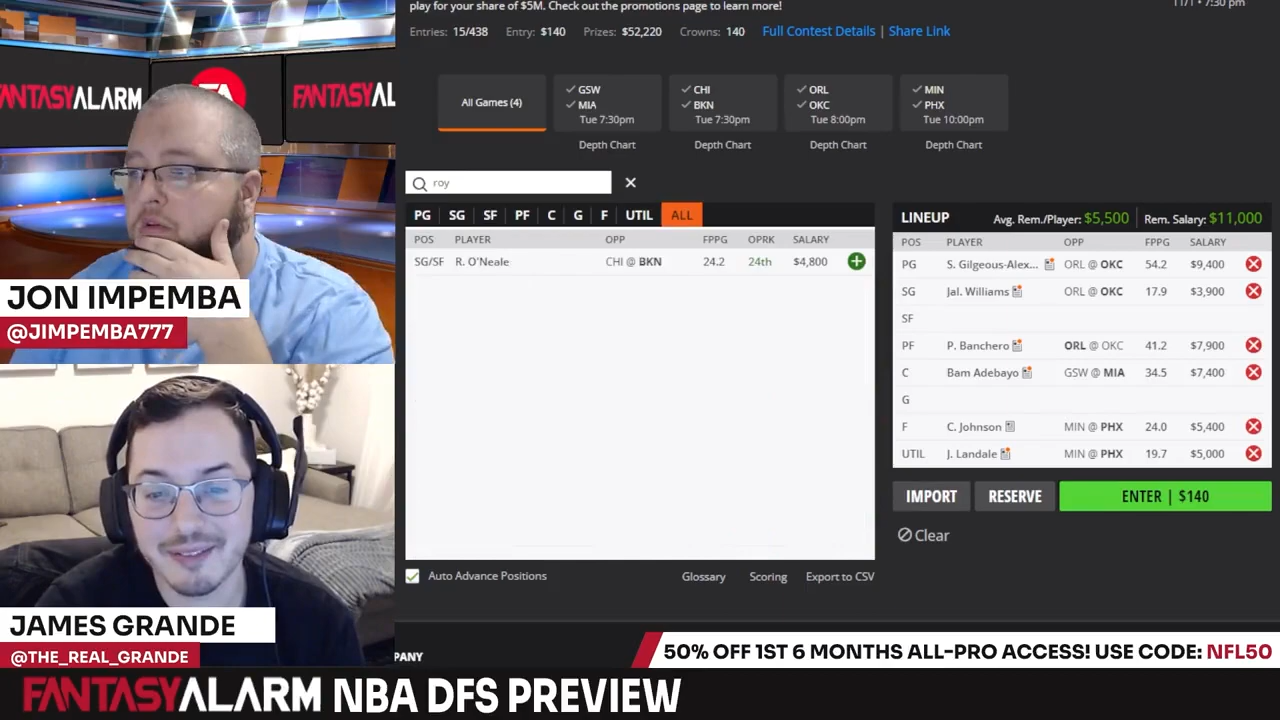 play for your share of $5M. Check out the promotions page to learn more!
11/1 • 7:30 pm
Entries: 15/438 Entry: $140 Prizes: $52,220 Crowns: 140 Full Contest Details | Share Link
FANTASYALARM
FA
FANTASYAL
All Games (4)
GSW
MIA
Tue 7:30pm
CHI
BKN
Tue 7:30pm
ORL
OKC
Tue 8:00pm
MIN
PHX
Tue 10:00pm
Depth Chart Depth Chart Depth Chart Depth Chart
roy
PG SG SF PF C G F UTIL ALL
POS PLAYER OPP FPPG OPRK SALARY
SG/SF R. O'Neale CHI @ BKN 24.2 24th $4,800
LINEUP Avg. Rem./Player: $5,500 Rem. Salary: $11,000
POS PLAYER OPP FPPG SALARY
PG S. Gilgeous-Alex... ORL @ OKC 54.2 $9,400
SG Jal. Williams ORL @ OKC 17.9 $3,900
SF
PF P. Banchero ORL @ OKC 41.2 $7,900
C Bam Adebayo GSW @ MIA 34.5 $7,400
G
F C. Johnson MIN @ PHX 24.0 $5,400
UTIL J. Landale MIN @ PHX 19.7 $5,000
IMPORT RESERVE ENTER | $140
Clear
Auto Advance Positions Glossary Scoring Export to CSV
JON IMPEMBA
@JIMPEMBA777
JAMES GRANDE
@THE_REAL_GRANDE
PANY
50% OFF 1ST 6 MONTHS ALL-PRO ACCESS! USE CODE: NFL50
FANTASYALARM NBA DFS PREVIEW